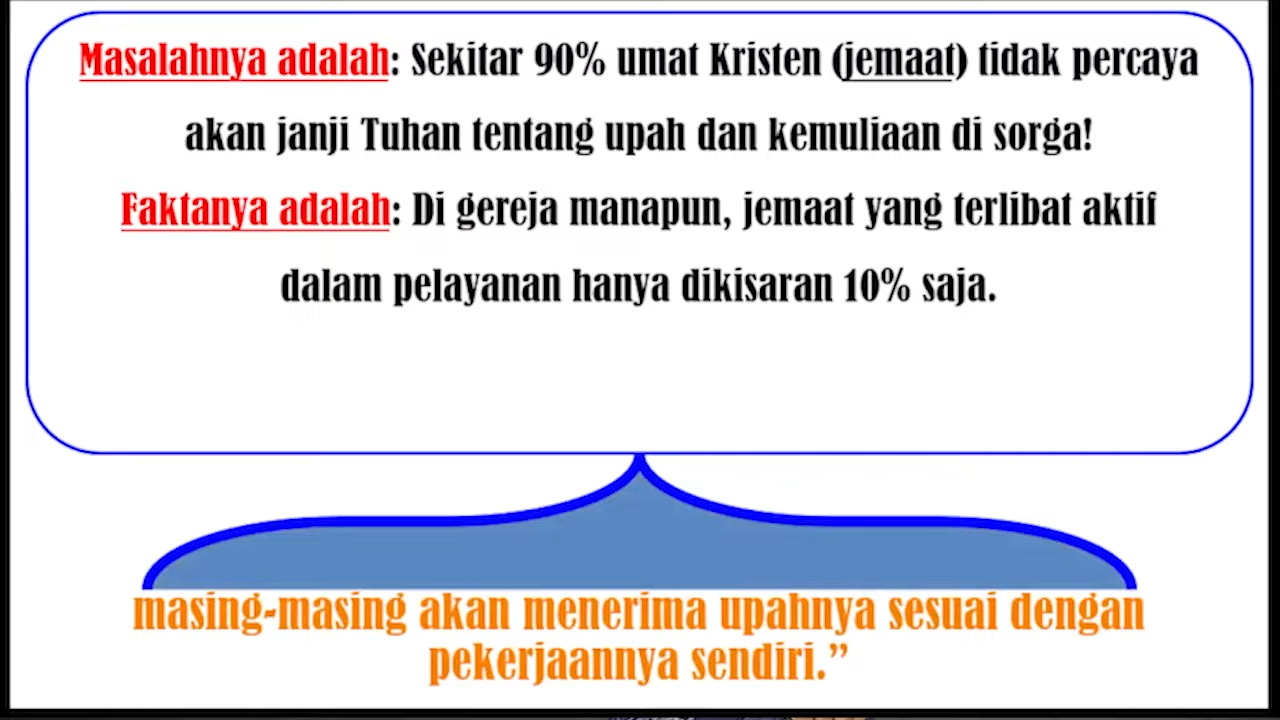 Masalahnya adalah: Sekitar 90% umat Kristen (jemaat) tidak percaya
akan janji Tuhan tentang upah dan kemuliaan di sorga!
Faktanya adalah: Di gereja manapun, jemaat yang terlibat aktif
dalam pelayanan hanya dikisaran 10% saja.
masing-masing akan menerima upahnya sesuai dengan
pekerjaannya sendiri.”